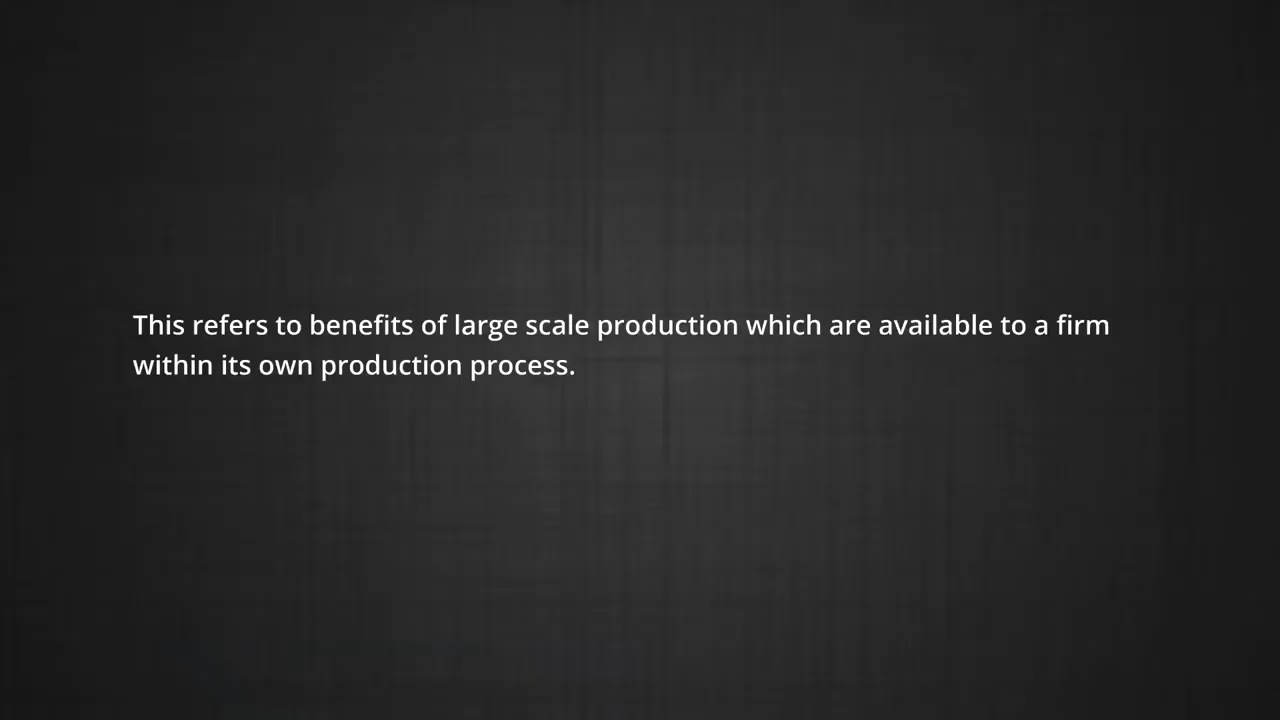 This refers to benefits of large scale production which are available to a firm
within its own production process.